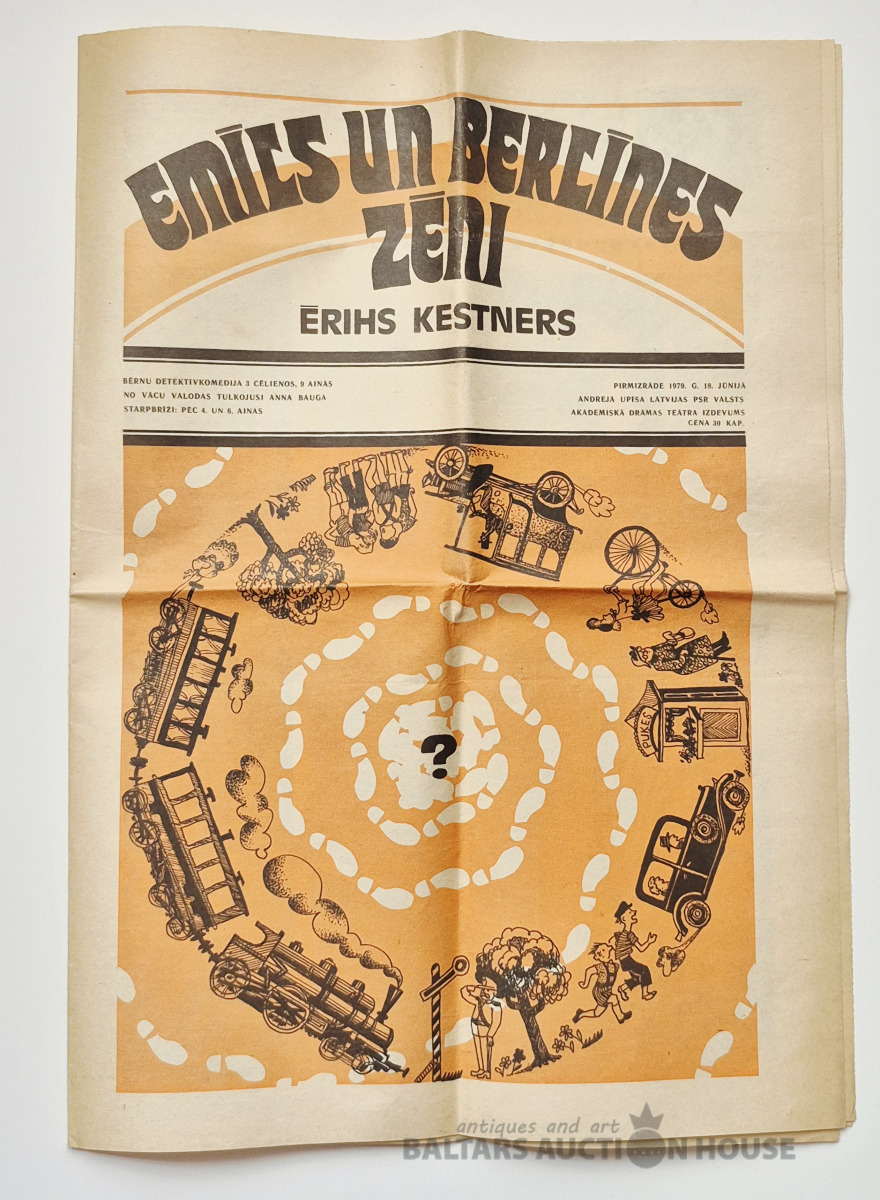 EMĪLS UN BERLĪNES
ZĒNI
ĒRIHS KESTNERS
BĒRNU DETEKTIVKOMEDIJA 3 CĒLIENOS, 9 AINĀS
NO VĀCU VALODAS TULKOJUSI ANNA BAUGA
STARPBRĪŽI: PĒC 4. UN 6. AINAS
PIRMIZRĀDE 1979. G. 18. JŪNIJĀ
ANDREJA UPĪŠA LATVIJAS PSR VALSTS
AKADĒMISKĀ DRĀMAS TEĀTRA IZDEVUMS
CENA 30 KAP.
PUĶES
?
antiques and art
BALTARS AUCTION HOUSE